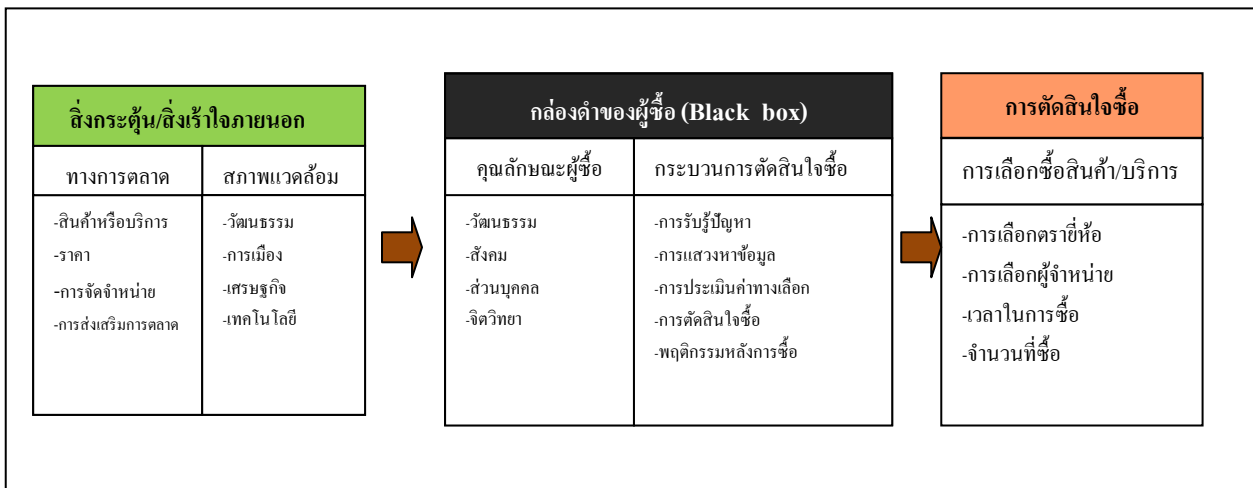 สิ่งกระตุ้น/สิ่งเร้าใจภายนอก
ทางการตลาด
-สินค้าหรือบริการ
-ราคา
-การจัดจำหน่าย
-การส่งเสริมการตลาด
สภาพแวดล้อม
-วัฒนธรรม
-การเมือง
-เศรษฐกิจ
-เทคโนโลยี
กล่องดำของผู้ซื้อ (Black box)
คุณลักษณะผู้ซื้อ
-วัฒนธรรม
-สังคม
-ส่วนบุคคล
-จิตวิทยา
กระบวนการตัดสินใจซื้อ
-การรับรู้ปัญหา
-การแสวงหาข้อมูล
-การประเมินค่าทางเลือก
-การตัดสินใจซื้อ
-พฤติกรรมหลังการซื้อ
การตัดสินใจซื้อ
การเลือกซื้อสินค้า/บริการ
-การเลือกตรายี่ห้อ
-การเลือกผู้จำหน่าย
-เวลาในการซื้อ
-จำนวนที่ซื้อ